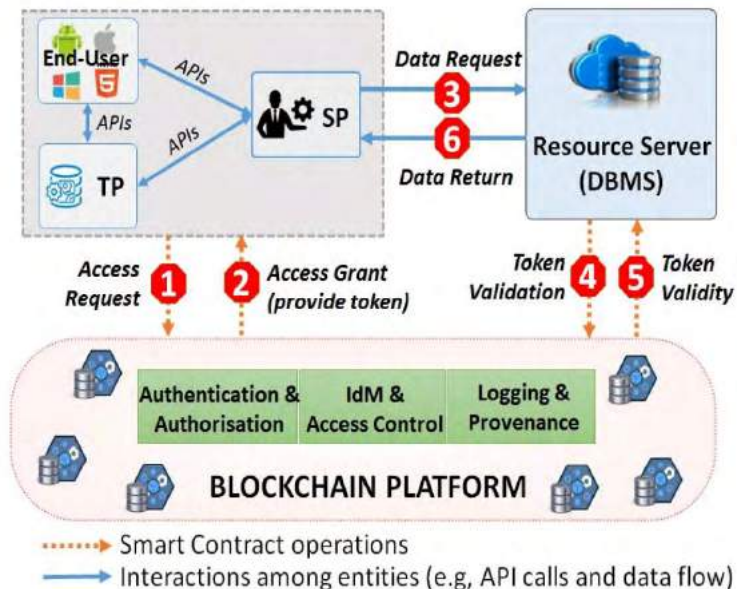 End-User
APIs
APIs
APIs
TP
SP
Data Request
3
6
Data Return
Resource Server
(DBMS)
Access
Request
1
2
Access Grant
(provide token)
Token
Validation
4
5
Token
Validity
Authentication &
Authorisation
IdM &
Access Control
Logging &
Provenance
BLOCKCHAIN PLATFORM
Smart Contract operations
Interactions among entities (e.g, API calls and data flow)